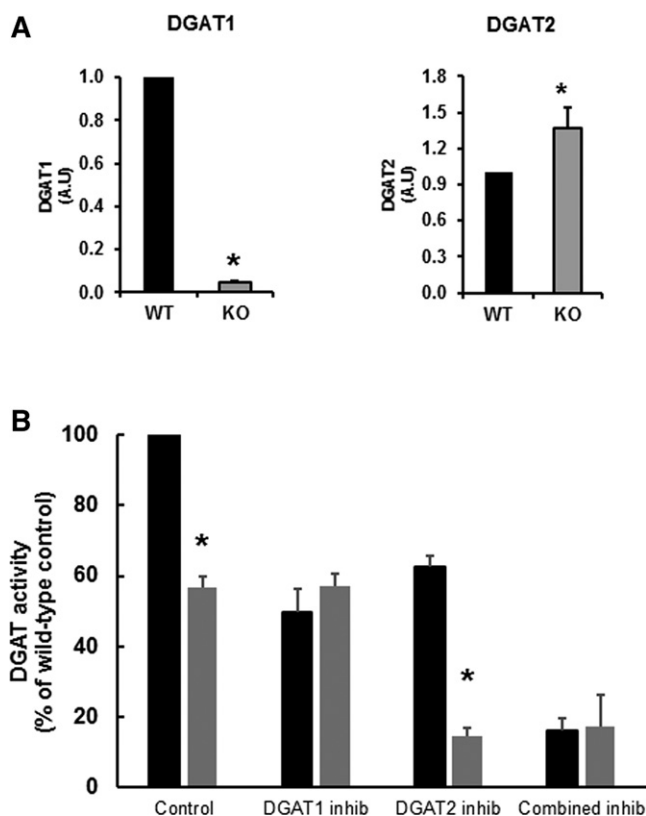 A
DGAT1
DGAT2
DGAT1
(A.U)
1.0
0.8
0.6
0.4
0.2
0.0
*
WT KO
DGAT2
(A.U)
1.8
1.5
1.2
0.9
0.6
0.3
0.0
*
WT KO
B
DGAT activity
(% of wild-type control)
100
80
60
40
20
0
*
*
Control DGAT1 inhib DGAT2 inhib Combined inhib